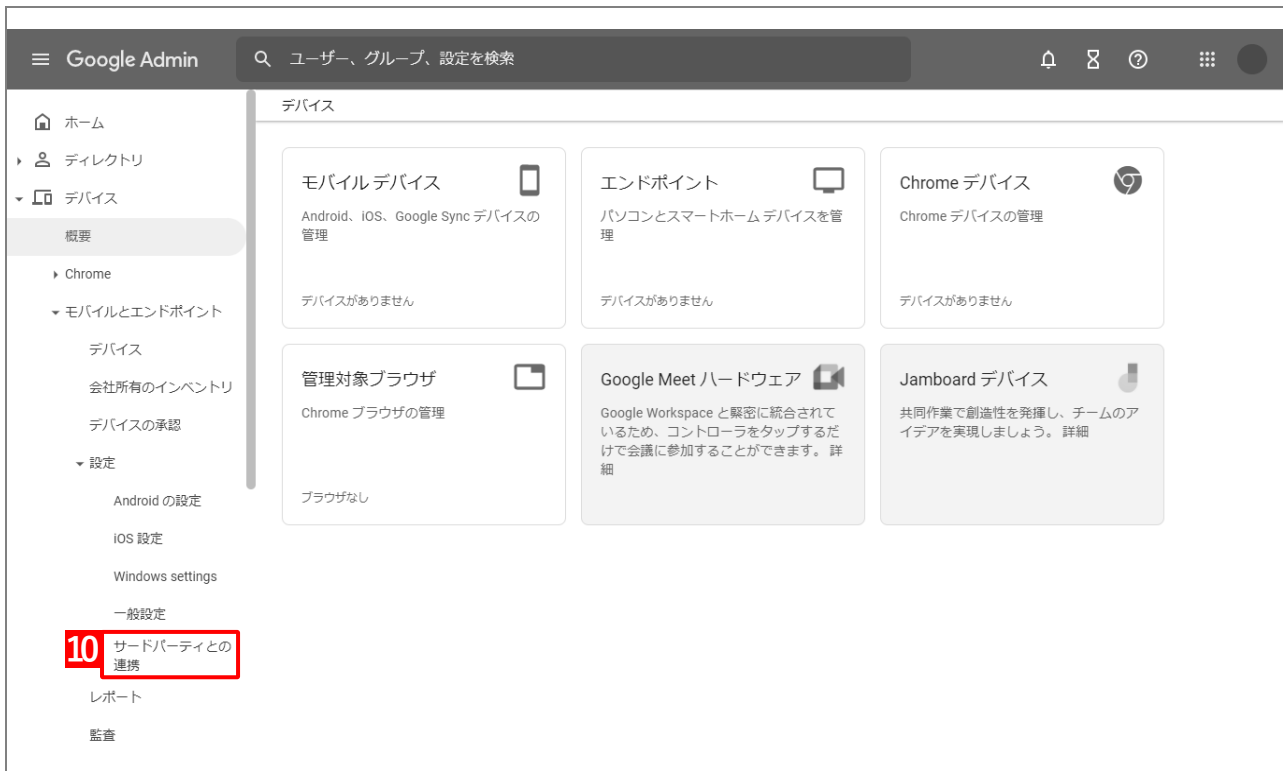 Google Admin
ユーザー、グループ、設定を検索
ホーム
ディレクトリ
デバイス
概要
Chrome
モバイルとエンドポイント
デバイス
会社所有のインベントリ
デバイスの承認
設定
Android の設定
iOS 設定
Windows settings
一般設定
10
サードパーティとの
連携
レポート
監査
デバイス
モバイル デバイス
Android、iOS、Google Sync デバイスの
管理
デバイスがありません
エンドポイント
パソコンとスマートホーム デバイスを管
理
デバイスがありません
Chrome デバイス
Chrome デバイスの管理
デバイスがありません
管理対象ブラウザ
Chrome ブラウザの管理
ブラウザなし
Google Meet ハードウェア
Google Workspace と緊密に統合されて
いるため、コントローラをタップするだ
けで会議に参加することができます。 詳
細
Jamboard デバイス
共同作業で創造性を発揮し、チームのア
イデアを実現しましょう。 詳細